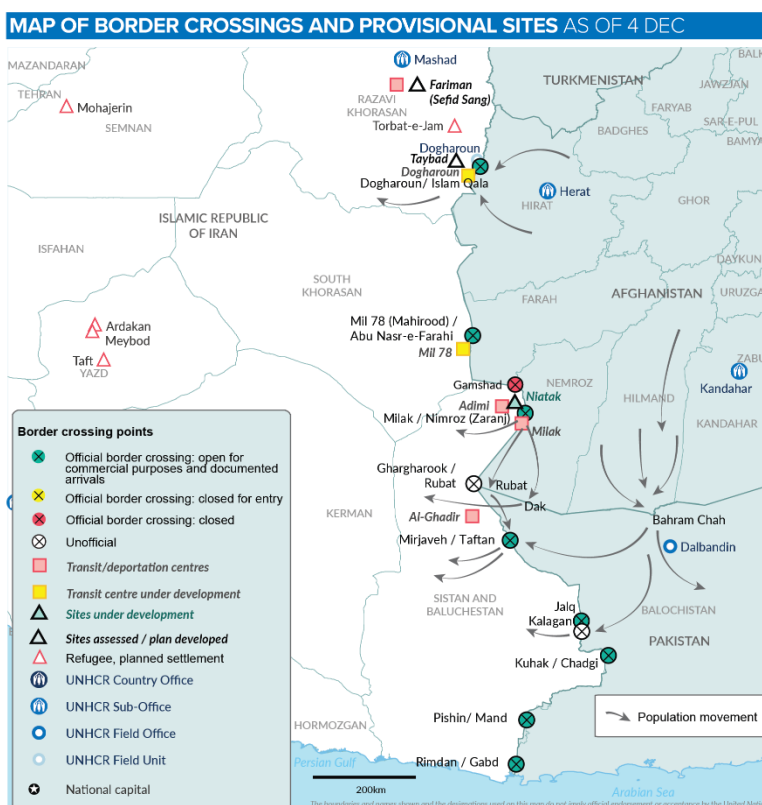 MAP OF BORDER CROSSINGS AND PROVISIONAL SITES AS OF 4 DEC
MAZANDARAN
TEHRAN
Mohajerin
SEMNAN
Mashad
Fariman
(Sefid Sang)
RAZAVI
KHORASAN
Torbat-e-Jam
TURKMENISTAN
JAWZJAN
FARYAB
SAR-E-PUL
BADGHES
BAMYA
Dogharoun
Taybad
Dogharoun
Dogharoun / Islam Qala
Herat
HIRAT
GHOR
ISLAMIC REPUBLIC
OF IRAN
ISFAHAN
DAYKUN
SOUTH
KHORASAN
FARAH
AFGHANISTAN
URUZGA
Mil 78 (Mahirood) /
Abu Nasr-e-Farahi
Mil 78
Ardakan
Meybod
Taft
YAZD
ZABU
Gamshad
NEMROZ
Niatak
HILMAND
Kandahar
Adimi
Milak / Nimroz (Zaranj)
Milak
KANDAHAR
Ghargharook /
Rubat
Rubat
Dak
KERMAN
Al-Ghadir
Bahram Chah
Mirjaveh / Taftan
Dalbandin
SISTAN AND
BALUCHESTAN
Jalq
Kalagan
BALOCHISTAN
PAKISTAN
Kuhak / Chadgi
HORMOZGAN
Pishin/ Mand
Population movement
Rimdan / Gabd
Persian Gulf
200km
Arabian Sea
Border crossing points
Official border crossing: open for
commercial purposes and documented
arrivals
Official border crossing: closed for entry
Official border crossing: closed
Unofficial
Transit/deportation centres
Transit centre under development
Sites under development
Sites assessed / plan developed
Refugee, planned settlement
UNHCR Country Office
UNHCR Sub-Office
UNHCR Field Office
UNHCR Field Unit
National capital